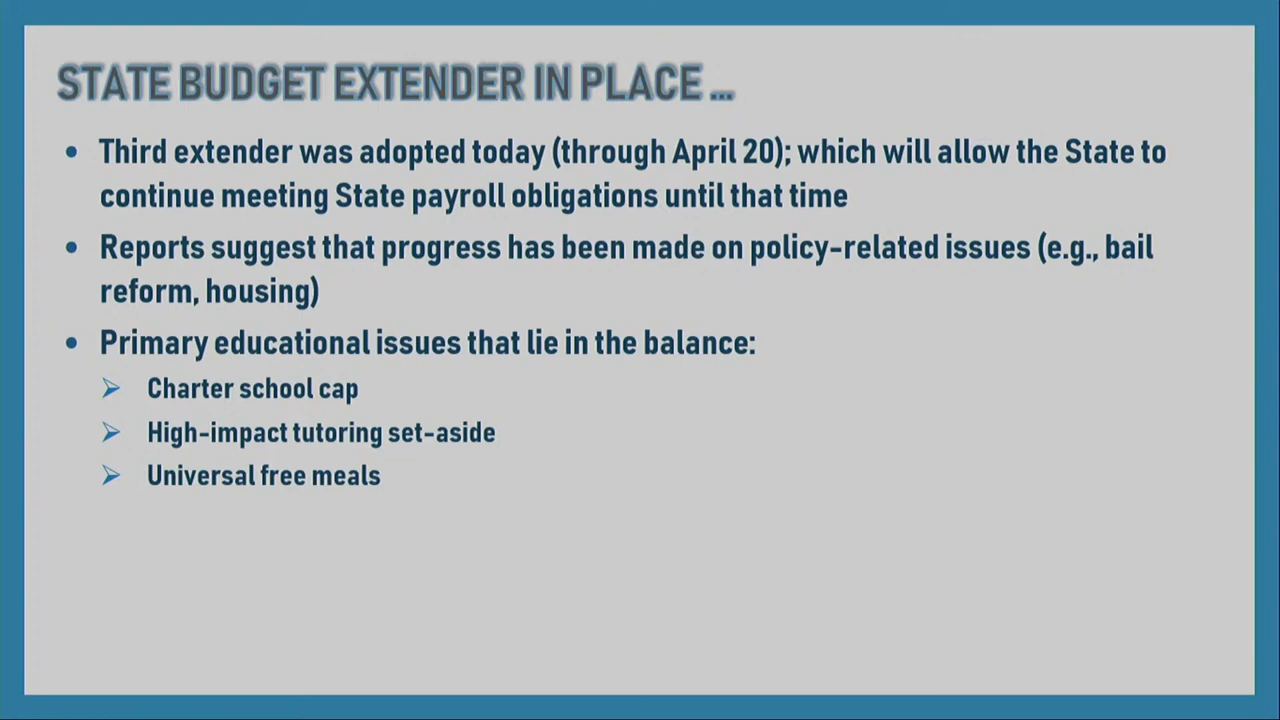 STATE BUDGET EXTENDER IN PLACE ...
• Third extender was adopted today (through April 20); which will allow the State to
continue meeting State payroll obligations until that time
• Reports suggest that progress has been made on policy-related issues (e.g., bail
reform, housing)
• Primary educational issues that lie in the balance:
➢ Charter school cap
➢ High-impact tutoring set-aside
➢ Universal free meals